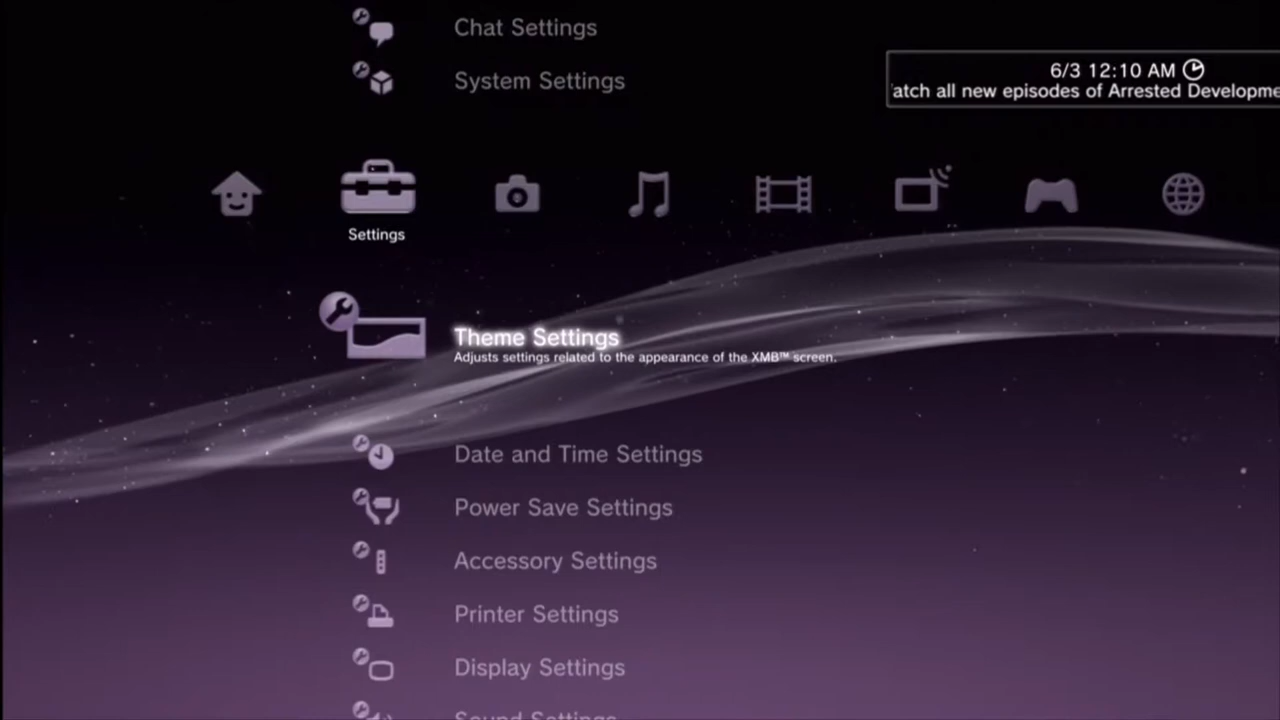 Chat Settings
System Settings
6/3 12:10 AM
atch all new episodes of Arrested Developme
Settings
Theme Settings
Adjusts settings related to the appearance of the XMB™ screen.
Date and Time Settings
Power Save Settings
Accessory Settings
Printer Settings
Display Settings
Sound Settings